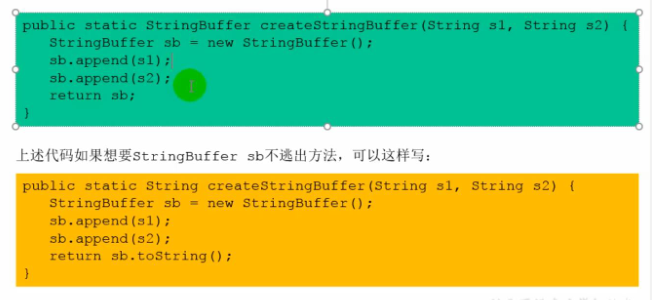 public static StringBuffer createStringBuffer(String s1, String s2) {
StringBuffer sb = new StringBuffer();
sb.append(s1);
sb.append(s2);
return sb;
}
上述代码如果想要StringBuffer sb不逃出方法，可以这样写：
public static String createStringBuffer(String s1, String s2) {
StringBuffer sb = new StringBuffer();
sb.append(s1);
sb.append(s2);
return sb.toString();
}